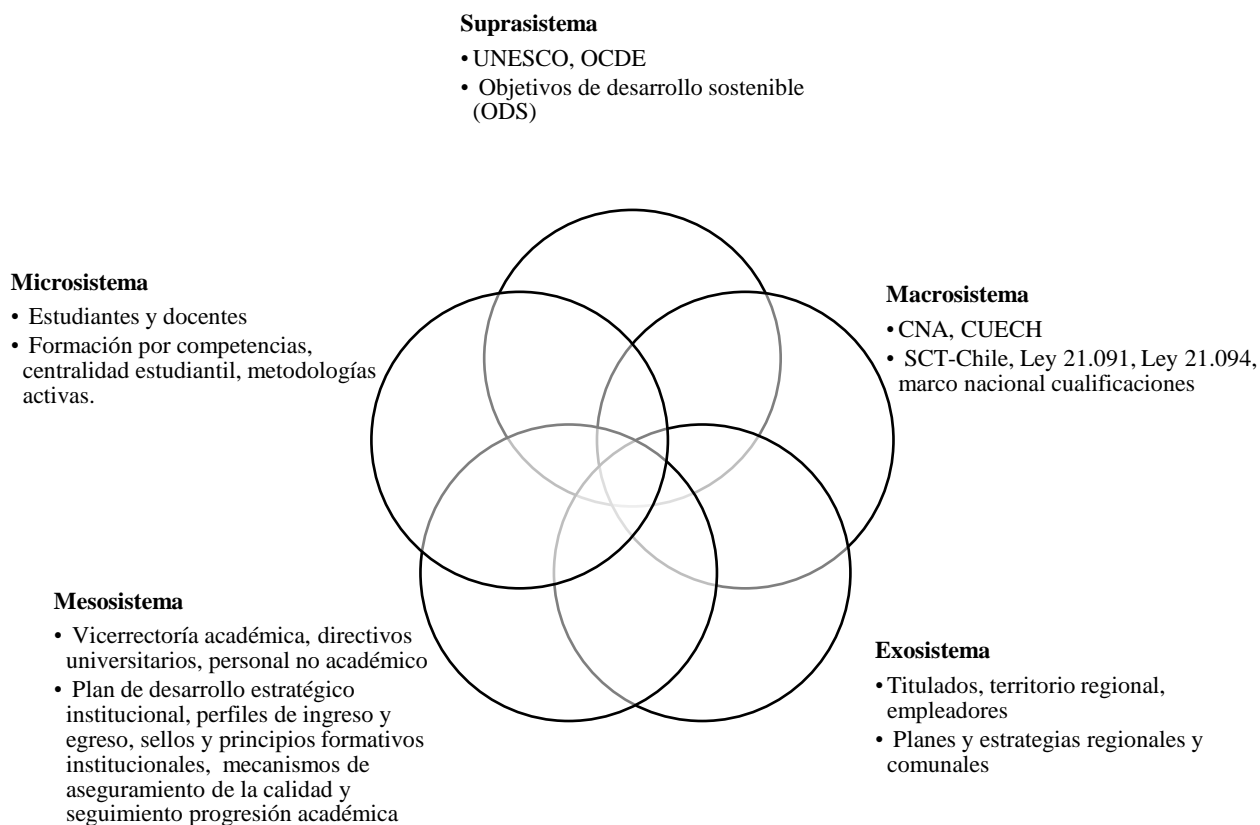 Suprasistema
• UNESCO, OCDE
• Objetivos de desarrollo sostenible
(ODS)
Microsistema
• Estudiantes y docentes
• Formación por competencias,
centralidad estudiantil, metodologías
activas.
Macrosistema
• CNA, CUECH
• SCT-Chile, Ley 21.091, Ley 21.094,
marco nacional cualificaciones
Mesosistema
• Vicerrectoría académica, directivos
universitarios, personal no académico
• Plan de desarrollo estratégico
institucional, perfiles de ingreso y
egreso, sellos y principios formativos
institucionales, mecanismos de
aseguramiento de la calidad y
seguimiento progresión académica
Exosistema
• Titulados, territorio regional,
empleadores
• Planes y estrategias regionales y
comunales